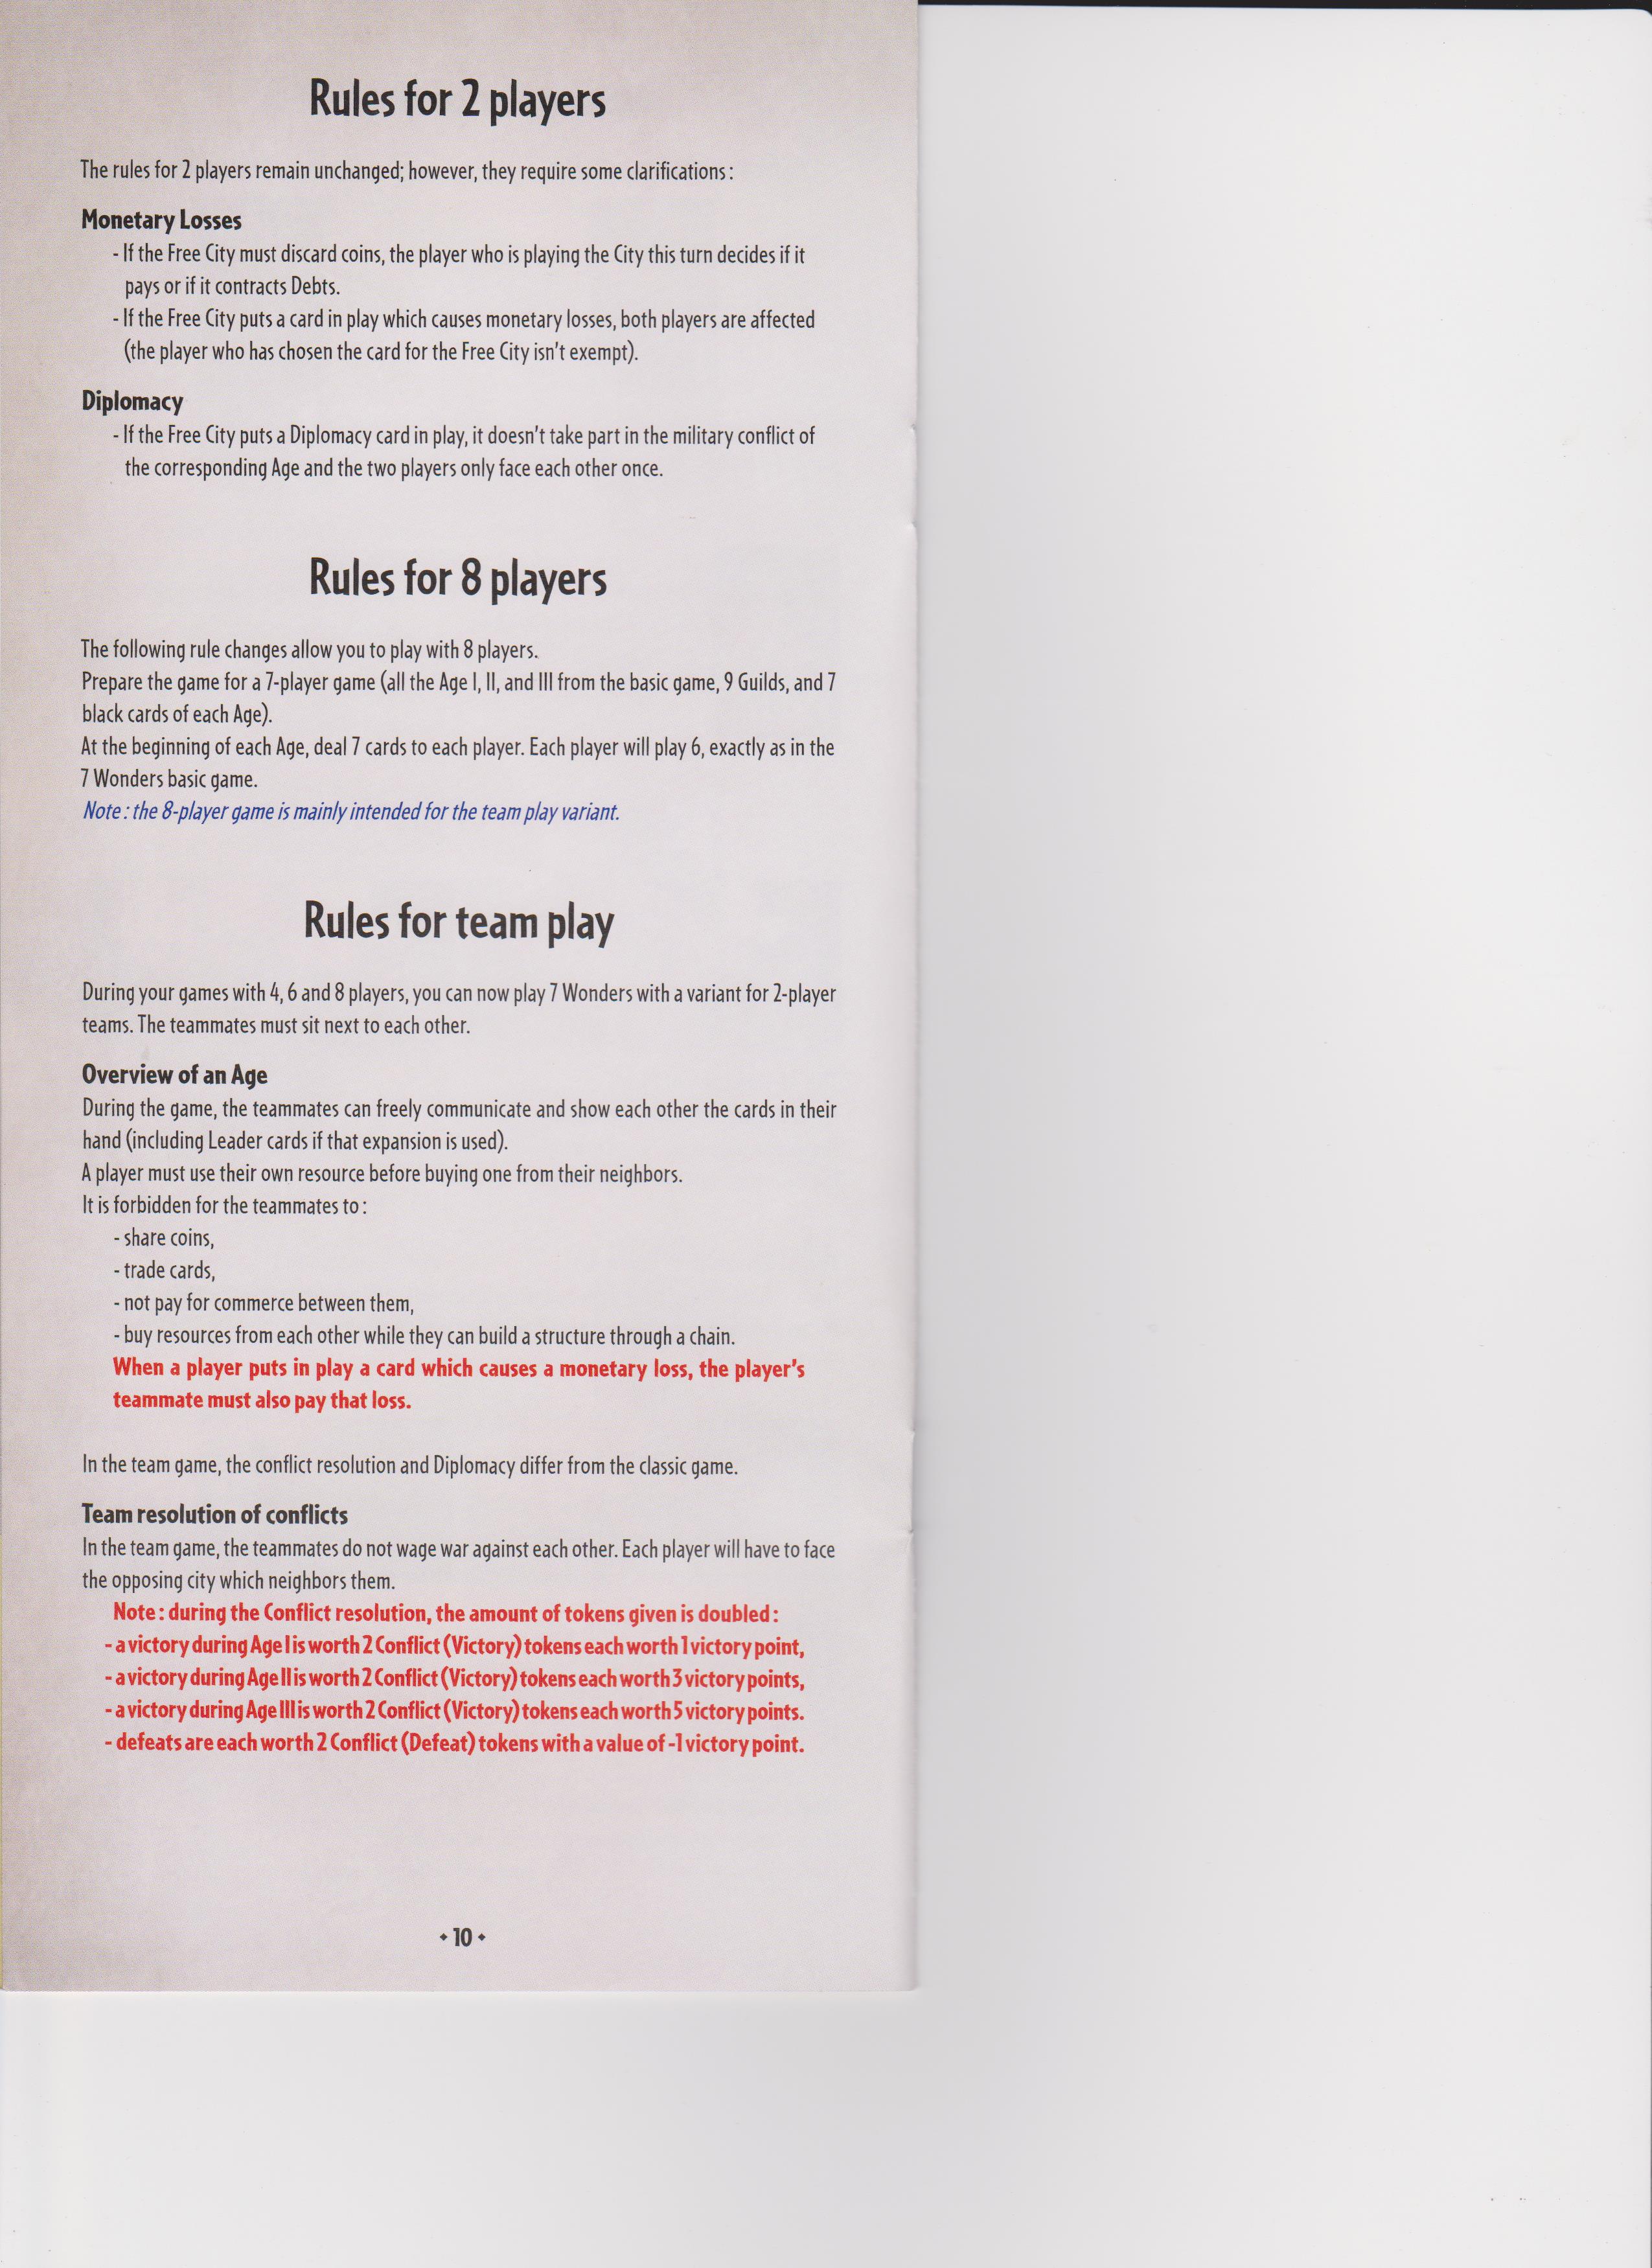 Rules for 2 players
The rules for 2 players remain unchanged; however, they require some clarifications :
Monetary Losses
- If the Free City must discard coins, the player who is playing the City this turn decides if it
pays or if it contracts Debts.
- If the Free City puts a card in play which causes monetary losses, both players are affected
(the player who has chosen the card for the Free City isn't exempt).
Diplomacy
- If the Free City puts a Diplomacy card in play, it doesn't take part in the military conflict of
the corresponding Age and the two players only face each other once.
Rules for 8 players
The following rule changes allow you to play with 8 players.
Prepare the game for a 7-player game (all the Age I, II, and III from the basic game, 9 Guilds, and 7
black cards of each Age).
At the beginning of each Age, deal 7 cards to each player. Each player will play 6, exactly as in the
7 Wonders basic game.
Note : the 8-player game is mainly intended for the team play variant.
Rules for team play
During your games with 4, 6 and 8 players, you can now play 7 Wonders with a variant for 2-player
teams. The teammates must sit next to each other.
Overview of an Age
During the game, the teammates can freely communicate and show each other the cards in their
hand (including Leader cards if that expansion is used).
A player must use their own resource before buying one from their neighbors.
It is forbidden for the teammates to :
- share coins,
- trade cards,
- not pay for commerce between them,
- buy resources from each other while they can build a structure through a chain.
When a player puts in play a card which causes a monetary loss, the player's
teammate must also pay that loss.
In the team game, the conflict resolution and Diplomacy differ from the classic game.
Team resolution of conflicts
In the team game, the teammates do not wage war against each other. Each player will have to face
the opposing city which neighbors them.
Note : during the Conflict resolution, the amount of tokens given is doubled :
- a victory during Age I is worth 2 Conflict (Victory) tokens each worth 1 victory point,
- a victory during Age II is worth 2 Conflict (Victory) tokens each worth 3 victory points,
- a victory during Age III is worth 2 Conflict (Victory) tokens each worth 5 victory points.
- defeats are each worth 2 Conflict (Defeat) tokens with a value of -1 victory point.
• 10 •